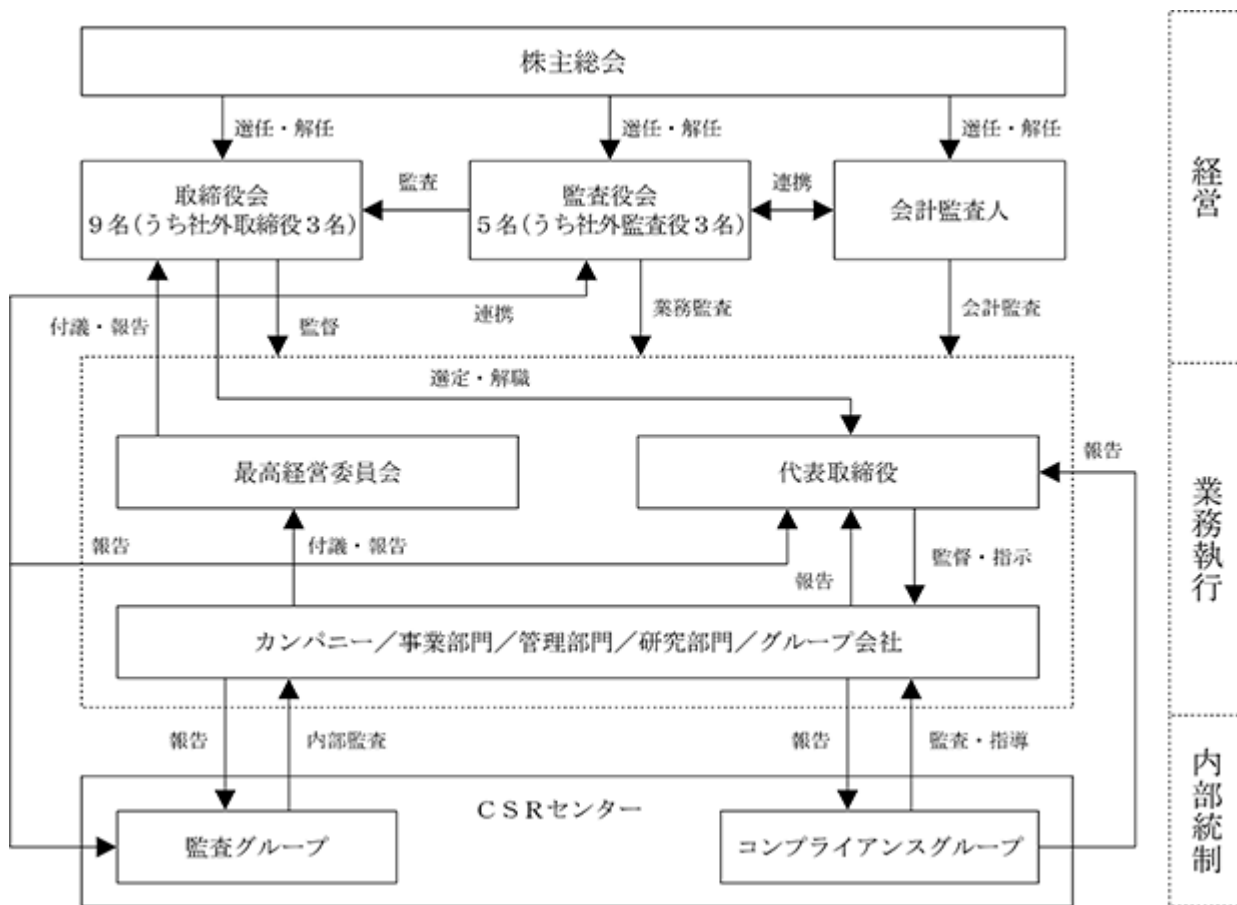 株主総会
選任・解任
選任・解任
選任・解任
取締役会
9名(うち社外取締役3名)
監査
監査役会
5名(うち社外監査役3名)
連携
会計監査人
経営
付議・報告
監督
連携
業務監査
会計監査
選定・解職
最高経営委員会
代表取締役
報告
業務執行
報告
付議・報告
報告
監督・指示
カンパニー/事業部門/管理部門/研究部門/グループ会社
報告
内部監査
報告
監査・指導
内部統制
CSRセンター
監査グループ
コンプライアンスグループ